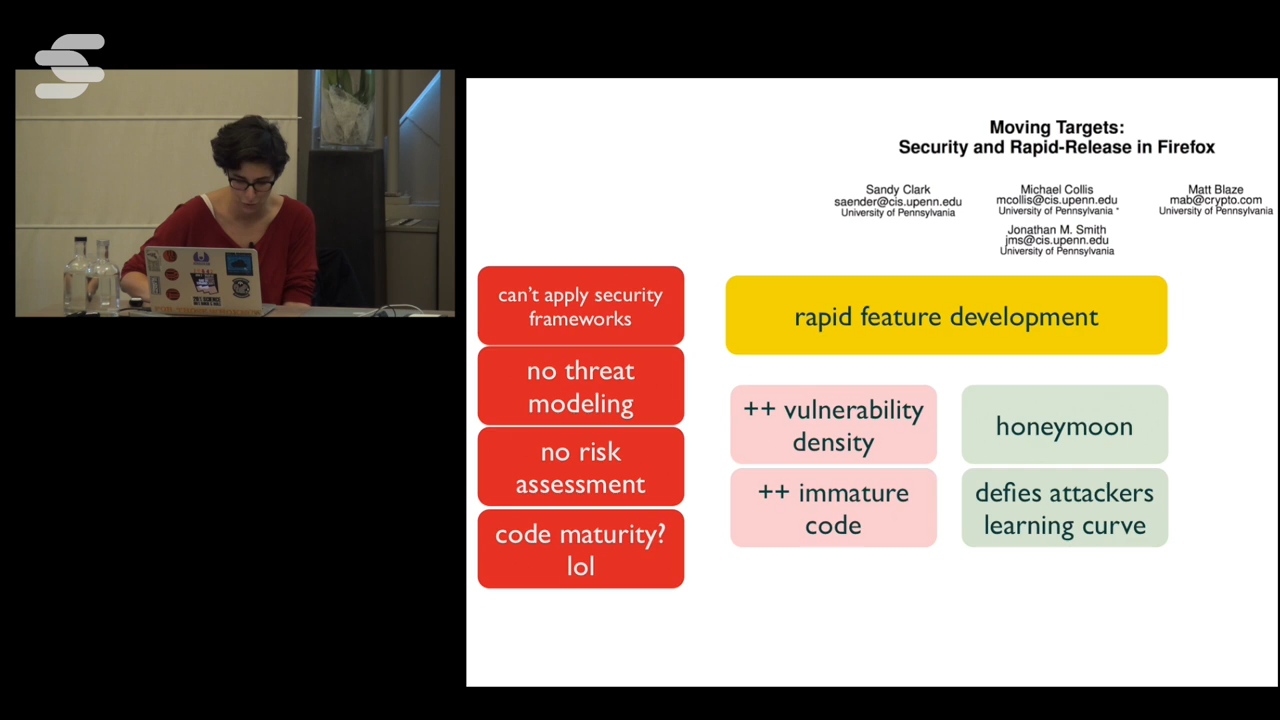 Moving Targets:
Security and Rapid-Release in Firefox
Sandy Clark
saender@cis.upenn.edu
University of Pennsylvania
Michael Collis
mcollis@cis.upenn.edu
University of Pennsylvania *
Matt Blaze
mab@crypto.com
University of Pennsylvania
Jonathan M. Smith
jms@cis.upenn.edu
University of Pennsylvania
can't apply security
frameworks
no threat
modeling
no risk
assessment
code maturity?
lol
rapid feature development
++ vulnerability
density
++ immature
code
honeymoon
defies attackers
learning curve